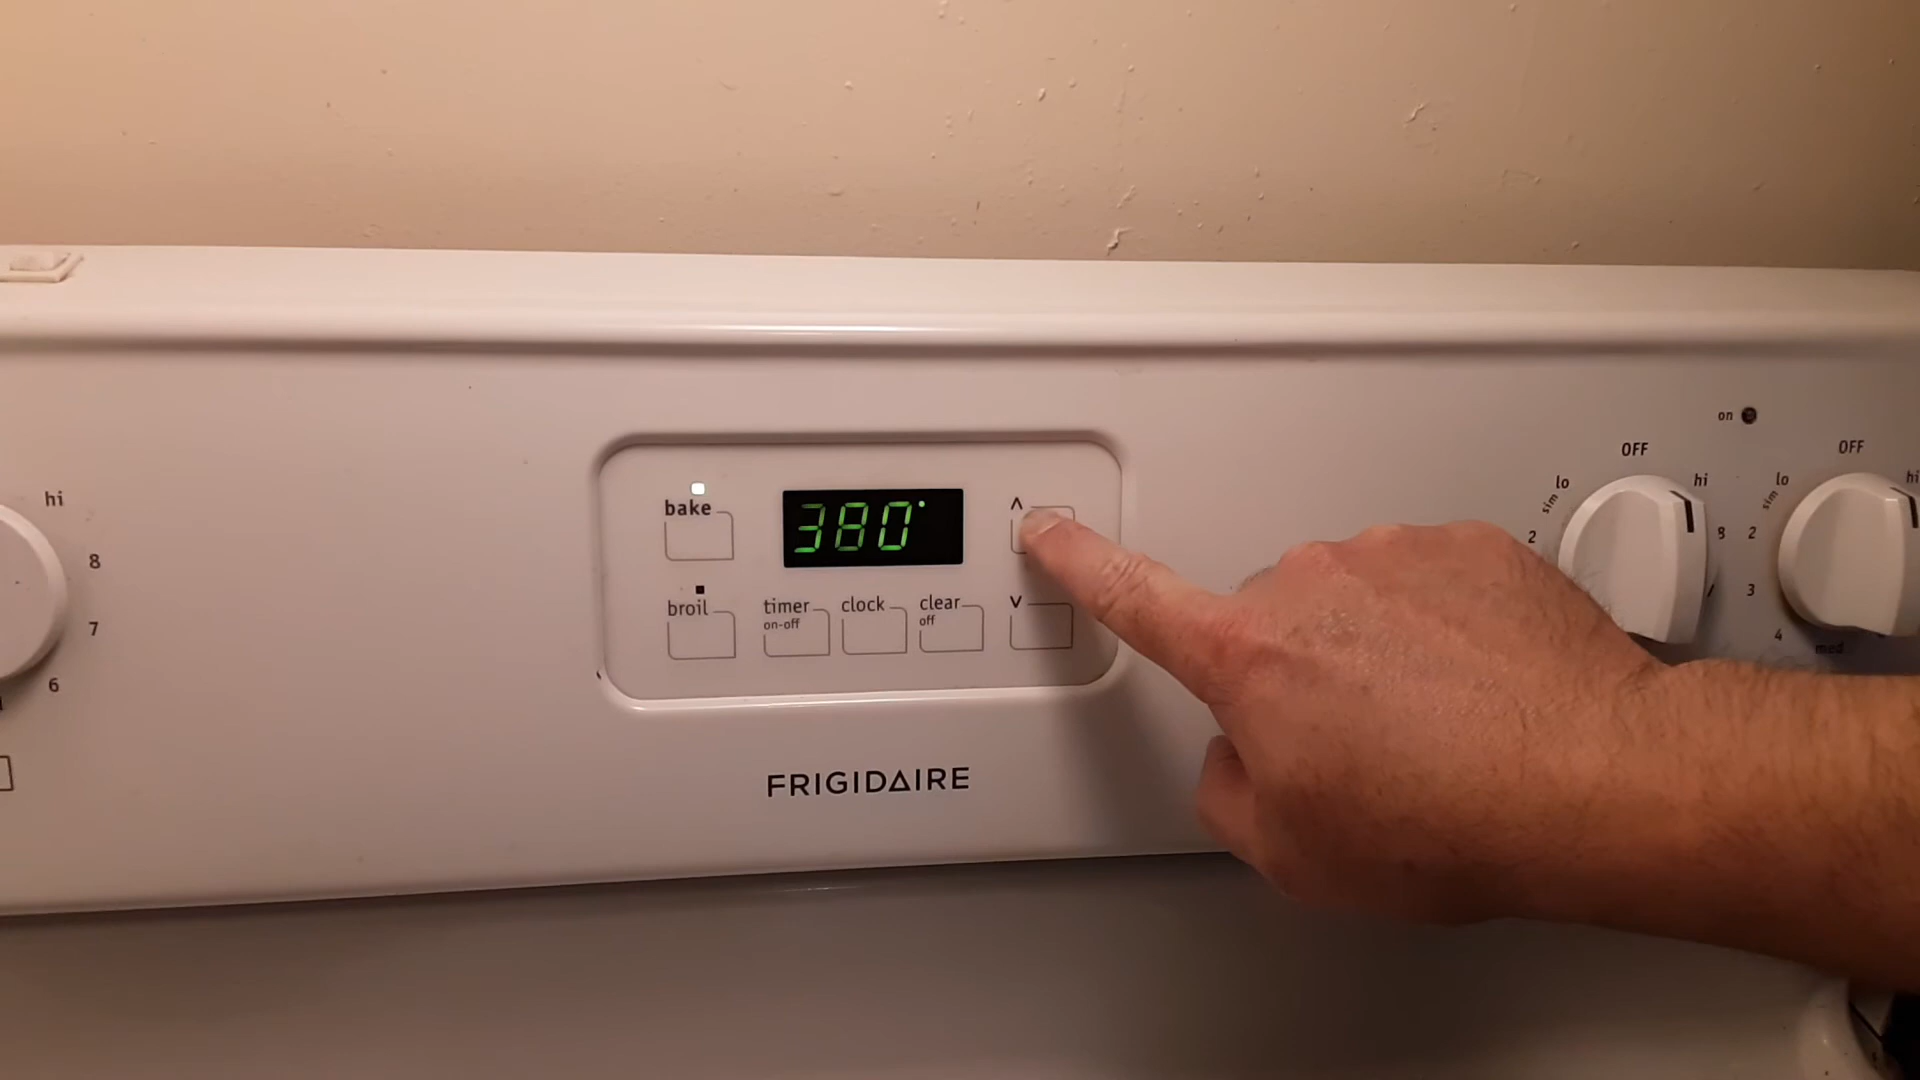 on
OFF
OFF
hi
lo
sim
hi
lo
sim
hi
bake
380°
^
2
8
2
8
7
3
broil
timer
on-off
clock
clear
off
v
4
med
6
FRIGIDAIRE